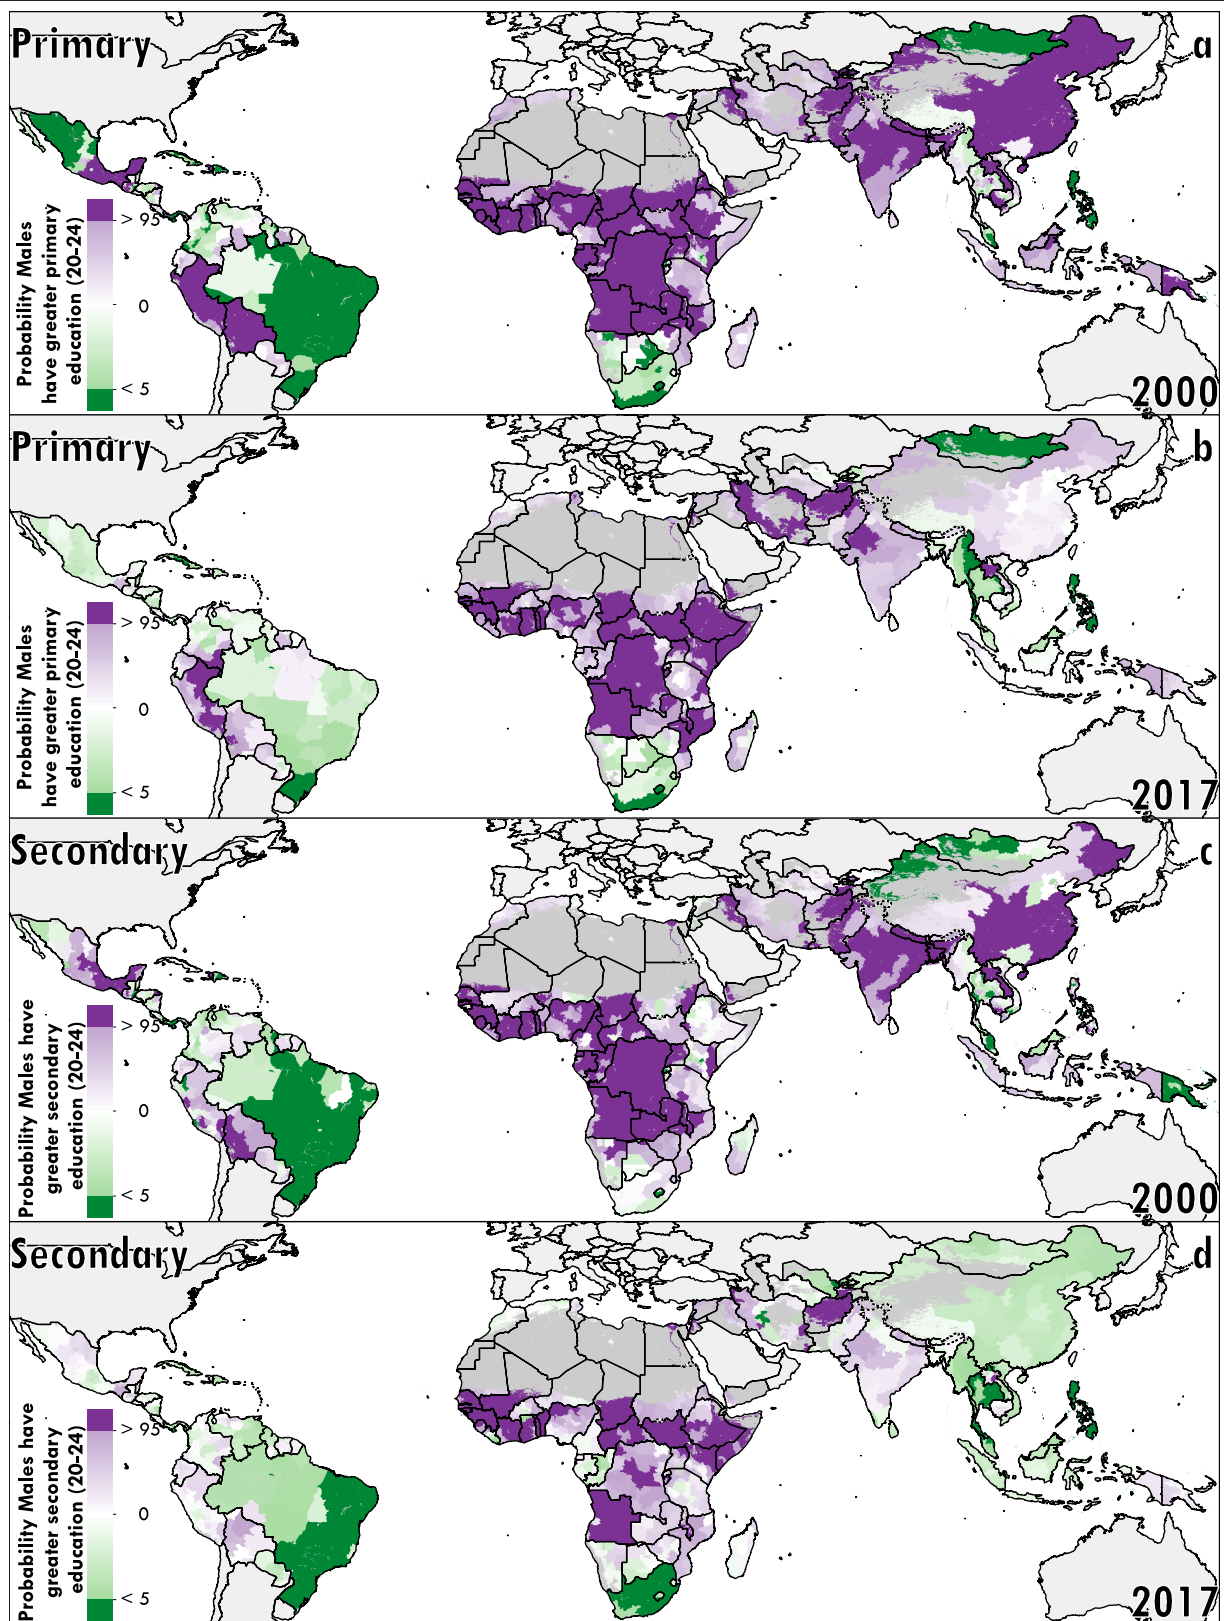 Primary
a
Probability Males
have greater primary
education (20-24)
> 95
0
< 5
2000
Primary
b
Probability Males
have greater primary
education (20-24)
> 95
0
< 5
2017
Secondary
c
Probability Males have
greater secondary
education (20-24)
> 95
0
< 5
2000
Secondary
d
Probability Males have
greater secondary
education (20-24)
> 95
0
< 5
2017